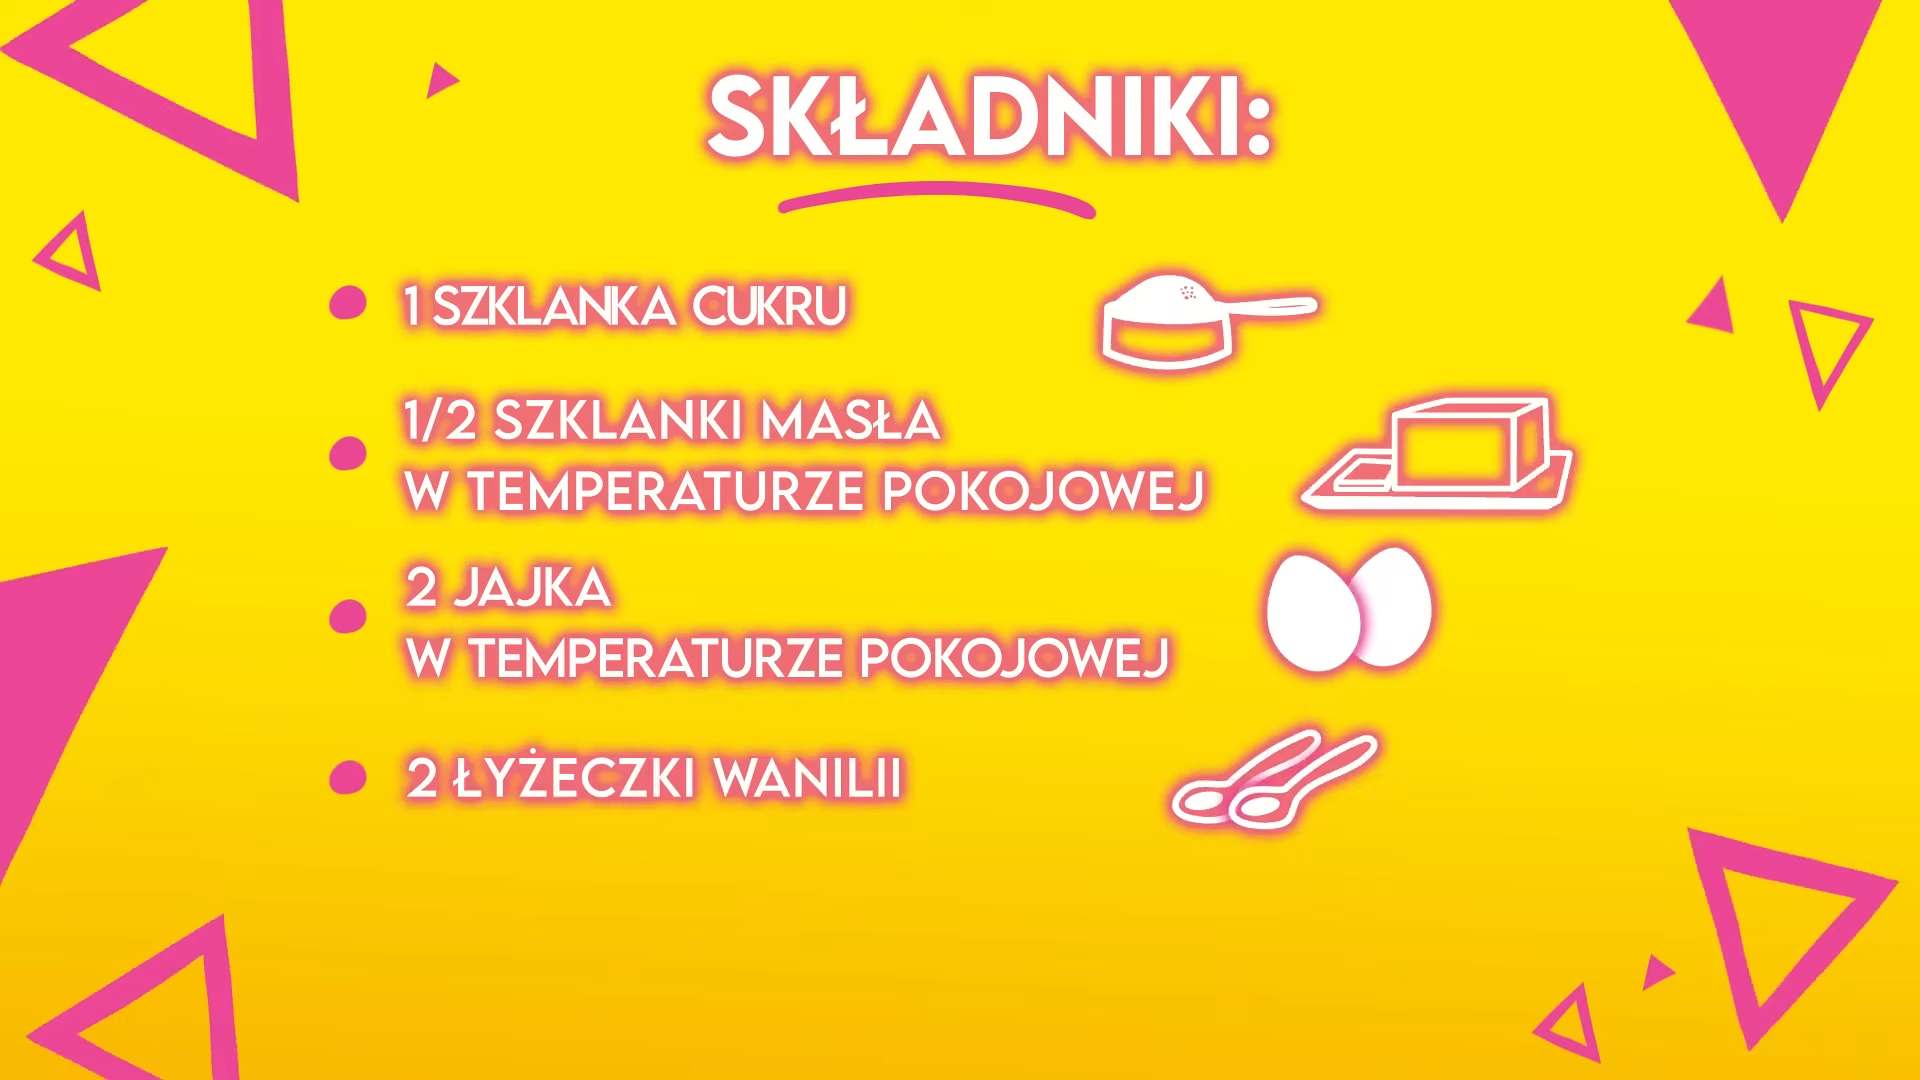 SKŁADNIKI:
1 SZKLANKA CUKRU
1/2 SZKLANKI MASŁA
W TEMPERATURZE POKOJOWEJ
2 JAJKA
W TEMPERATURZE POKOJOWEJ
2 ŁYŻECZKI WANILII